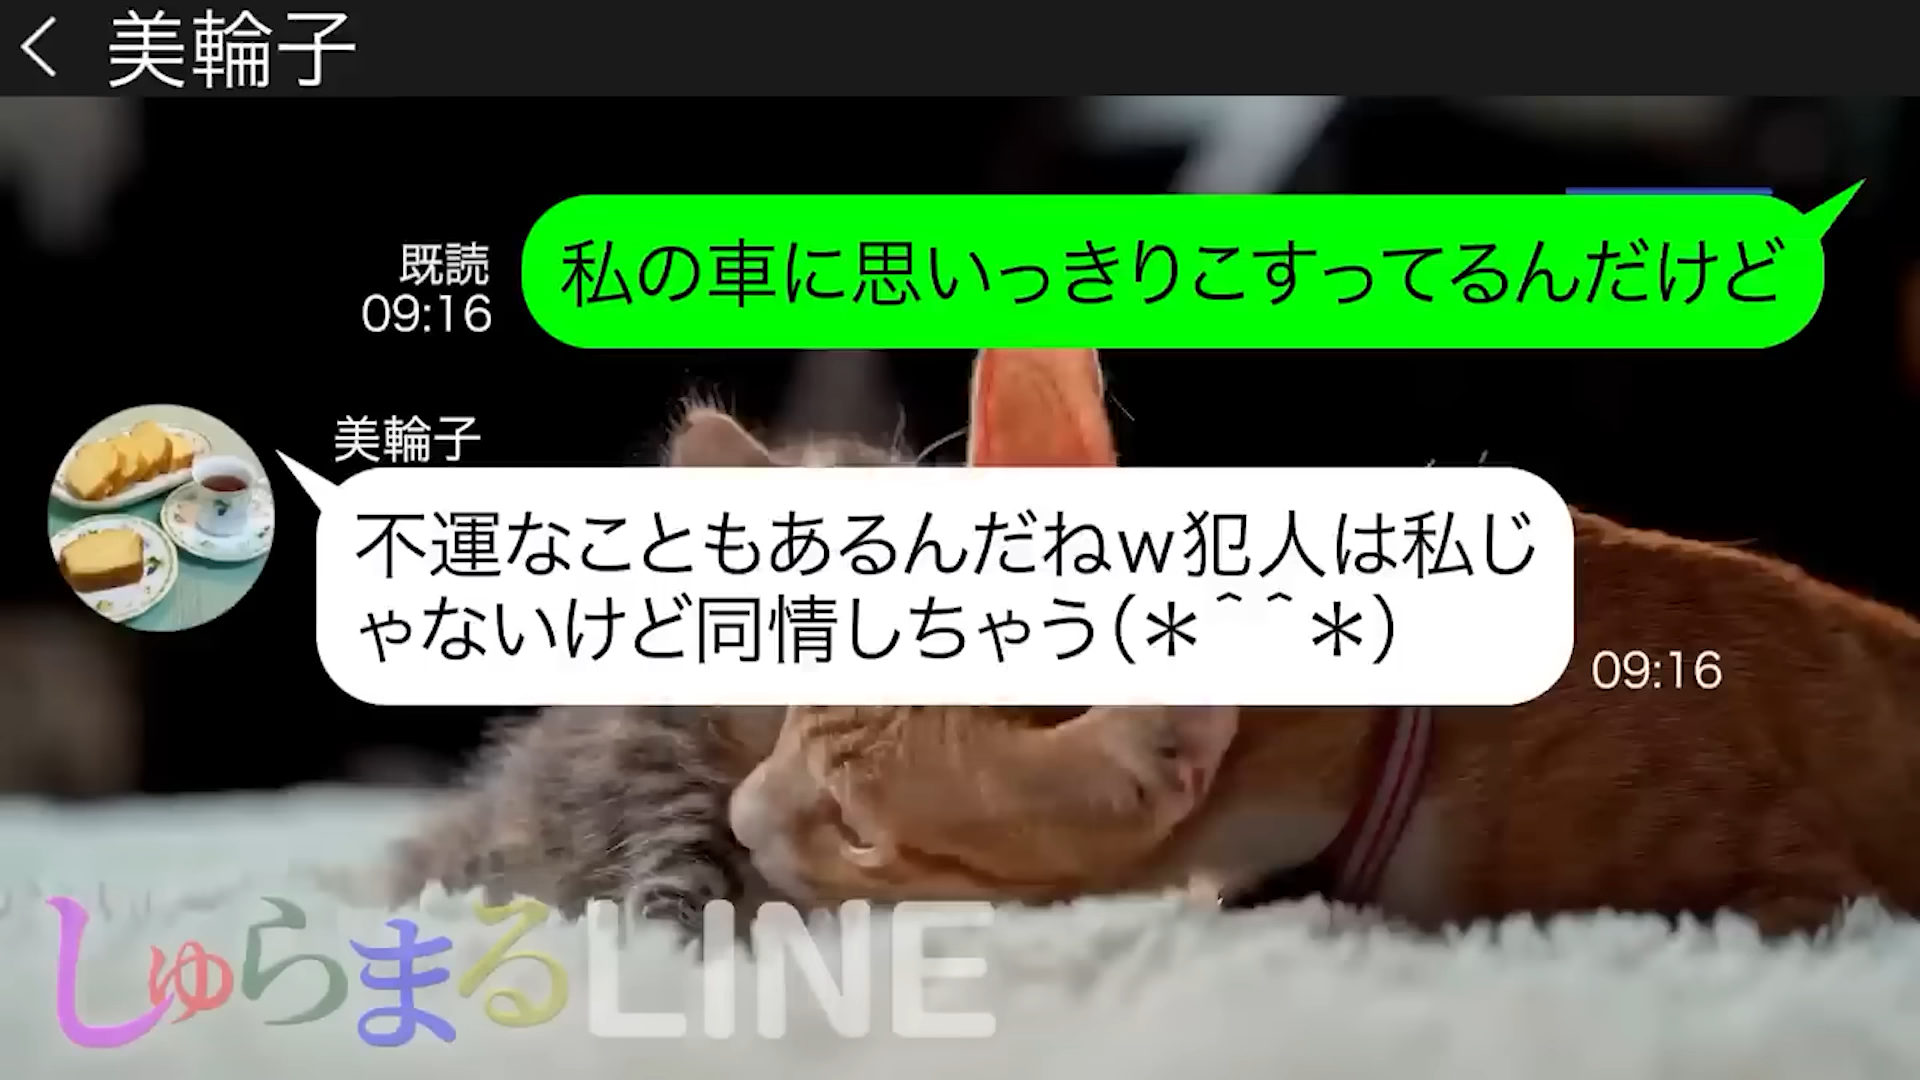 美輪子
私の車に思いっきりこすってるんだけど
既読
09:16
美輪子
不運なこともあるんだねw犯人は私じ
ゃないけど同情しちゃう(＊＾＾＊)
09:16
しゅらまるLINE